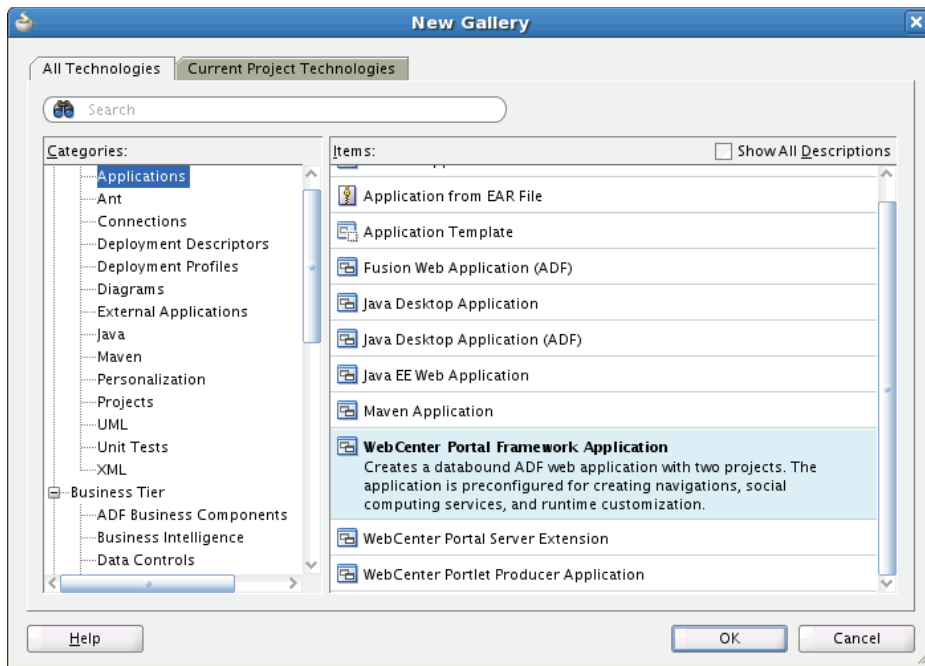 New Gallery
All Technologies
Current Project Technologies
Search
Categories:
Applications
Ant
Connections
Deployment Descriptors
Deployment Profiles
Diagrams
External Applications
Java
Maven
Personalization
Projects
UML
Unit Tests
XML
Business Tier
ADF Business Components
Business Intelligence
Data Controls
Items:
Show All Descriptions
Application from EAR File
Application Template
Fusion Web Application (ADF)
Java Desktop Application
Java Desktop Application (ADF)
Java EE Web Application
Maven Application
WebCenter Portal Framework Application
Creates a databound ADF web application with two projects. The
application is preconfigured for creating navigations, social
computing services, and runtime customization.
WebCenter Portal Server Extension
WebCenter Portlet Producer Application
Help
OK
Cancel